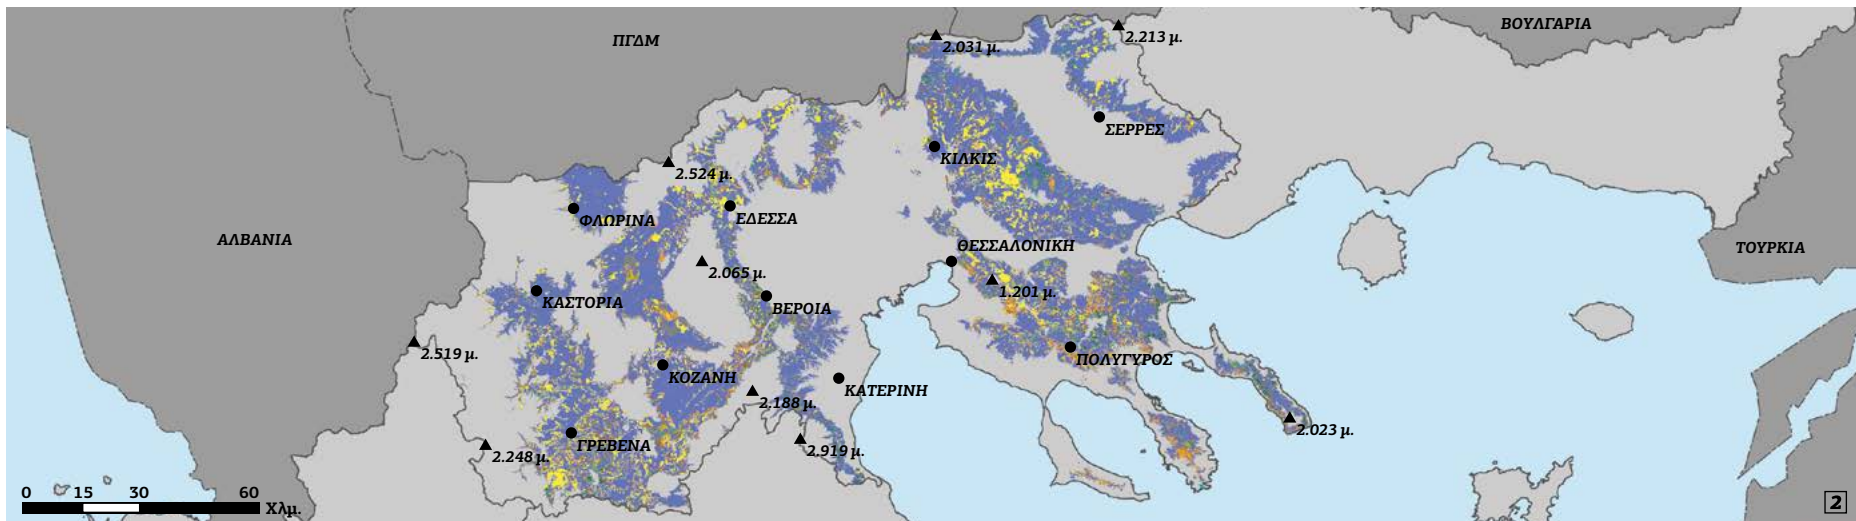 ΒΟΥΛΓΑΡΙΑ
ΠΓΔΜ
2.213 μ.
2.031 μ.
ΣΕΡΡΕΣ
ΚΙΛΚΙΣ
2.524 μ.
ΦΛΩΡΙΝΑ
ΕΔΕΣΣΑ
ΑΛΒΑΝΙΑ
ΘΕΣΣΑΛΟΝΙΚΗ
ΤΟΥΡΚΙΑ
2.065 μ.
1.201 μ.
ΚΑΣΤΟΡΙΑ
ΒΕΡΟΙΑ
2.519 μ.
ΠΟΛΥΓΥΡΟΣ
ΚΟΖΑΝΗ
ΚΑΤΕΡΙΝΗ
2.188 μ.
2.023 μ.
ΓΡΕΒΕΝΑ
2.919 μ.
2.248 μ.
0 15 30 60
Χλμ.
2